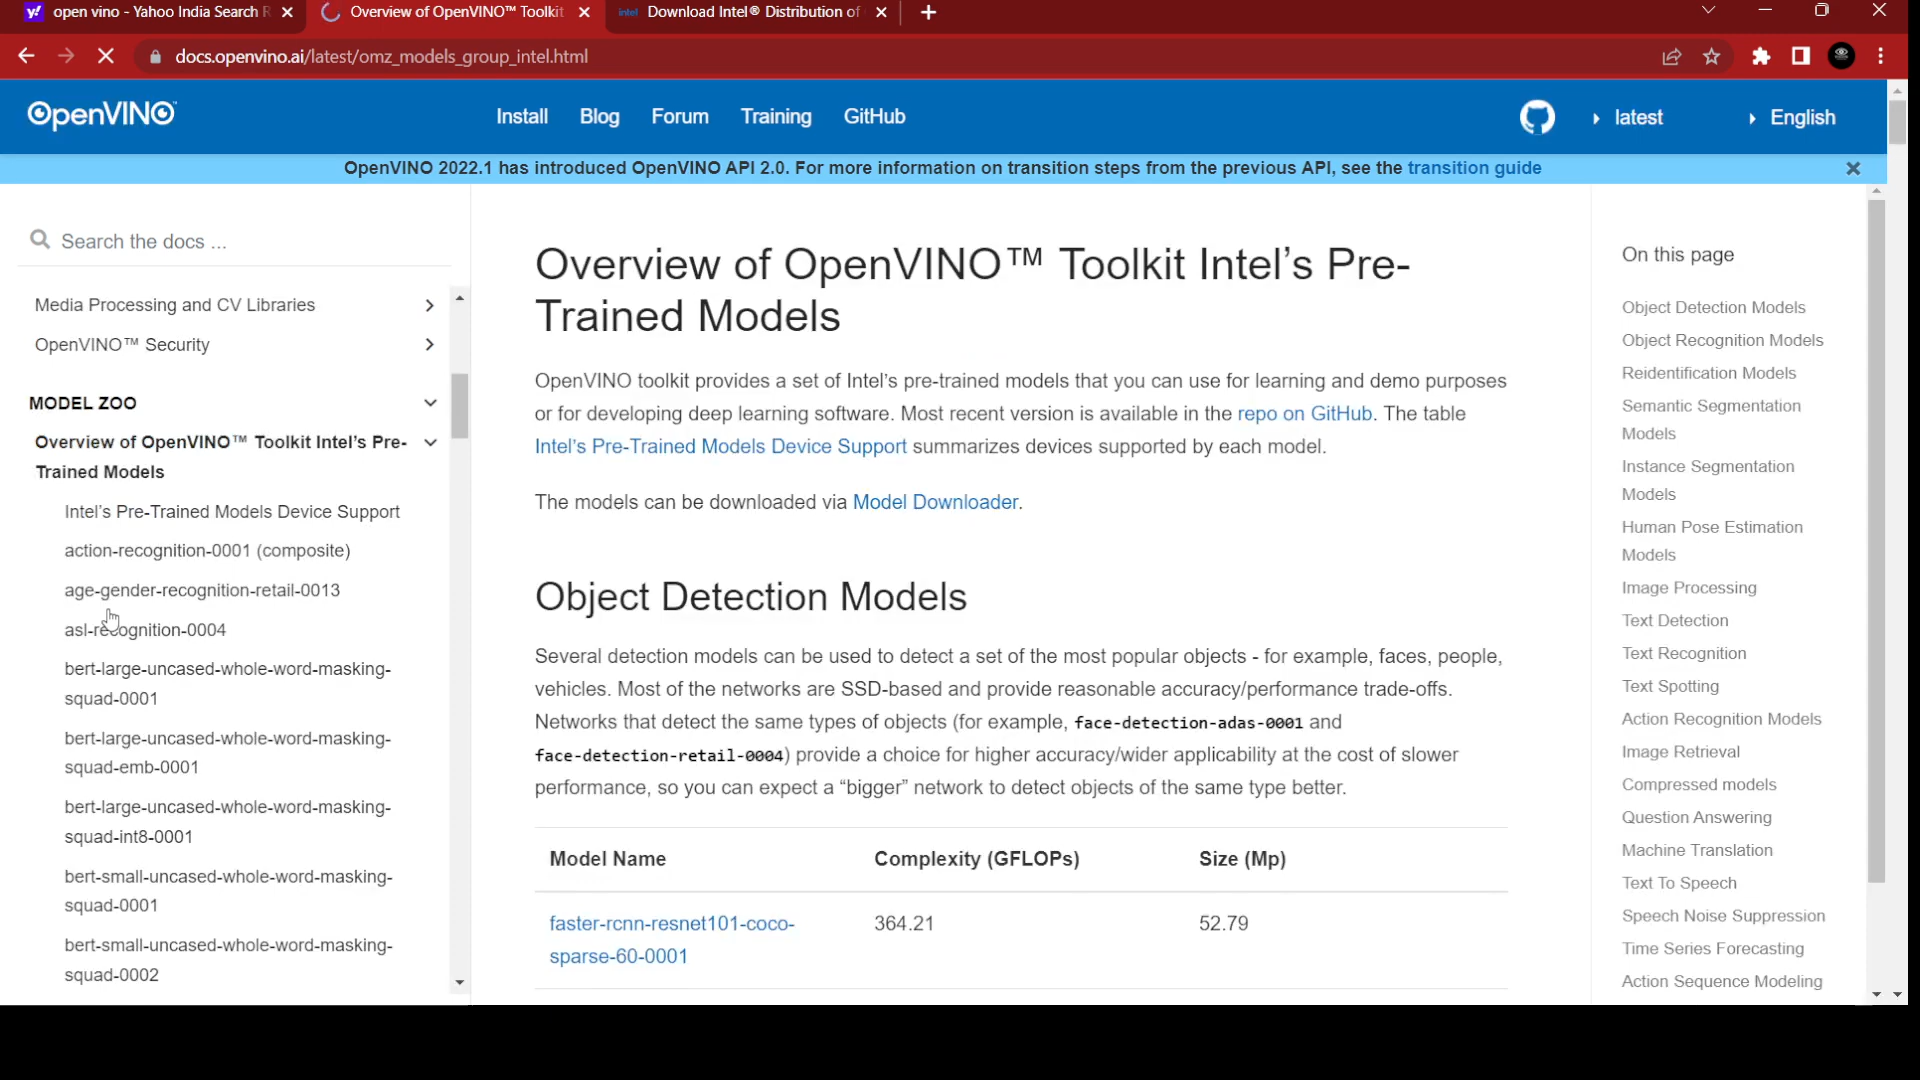 open vino - Yahoo India Search R
Overview of OpenVINO™ Toolkit
intel Download Intel® Distribution of
docs.openvino.ai/latest/omz_models_group_intel.html
OpenVINO™
Install
Blog
Forum
Training
GitHub
latest
English
OpenVINO 2022.1 has introduced OpenVINO API 2.0. For more information on transition steps from the previous API, see the transition guide
Search the docs ...
Media Processing and CV Libraries
OpenVINO™ Security
MODEL ZOO
Overview of OpenVINO™ Toolkit Intel's Pre-
Trained Models
Intel's Pre-Trained Models Device Support
action-recognition-0001 (composite)
age-gender-recognition-retail-0013
asl-recognition-0004
bert-large-uncased-whole-word-masking-
squad-0001
bert-large-uncased-whole-word-masking-
squad-emb-0001
bert-large-uncased-whole-word-masking-
squad-int8-0001
bert-small-uncased-whole-word-masking-
squad-0001
bert-small-uncased-whole-word-masking-
squad-0002
Overview of OpenVINO™ Toolkit Intel's Pre-
Trained Models
OpenVINO toolkit provides a set of Intel's pre-trained models that you can use for learning and demo purposes
or for developing deep learning software. Most recent version is available in the repo on GitHub. The table
Intel's Pre-Trained Models Device Support summarizes devices supported by each model.
The models can be downloaded via Model Downloader.
Object Detection Models
Several detection models can be used to detect a set of the most popular objects - for example, faces, people,
vehicles. Most of the networks are SSD-based and provide reasonable accuracy/performance trade-offs.
Networks that detect the same types of objects (for example, face-detection-adas-0001 and
face-detection-retail-0004) provide a choice for higher accuracy/wider applicability at the cost of slower
performance, so you can expect a “bigger” network to detect objects of the same type better.
Model Name Complexity (GFLOPs) Size (Mp)
faster-rcnn-resnet101-coco- 364.21 52.79
sparse-60-0001
On this page
Object Detection Models
Object Recognition Models
Reidentification Models
Semantic Segmentation
Models
Instance Segmentation
Models
Human Pose Estimation
Models
Image Processing
Text Detection
Text Recognition
Text Spotting
Action Recognition Models
Image Retrieval
Compressed models
Question Answering
Machine Translation
Text To Speech
Speech Noise Suppression
Time Series Forecasting
Action Sequence Modeling